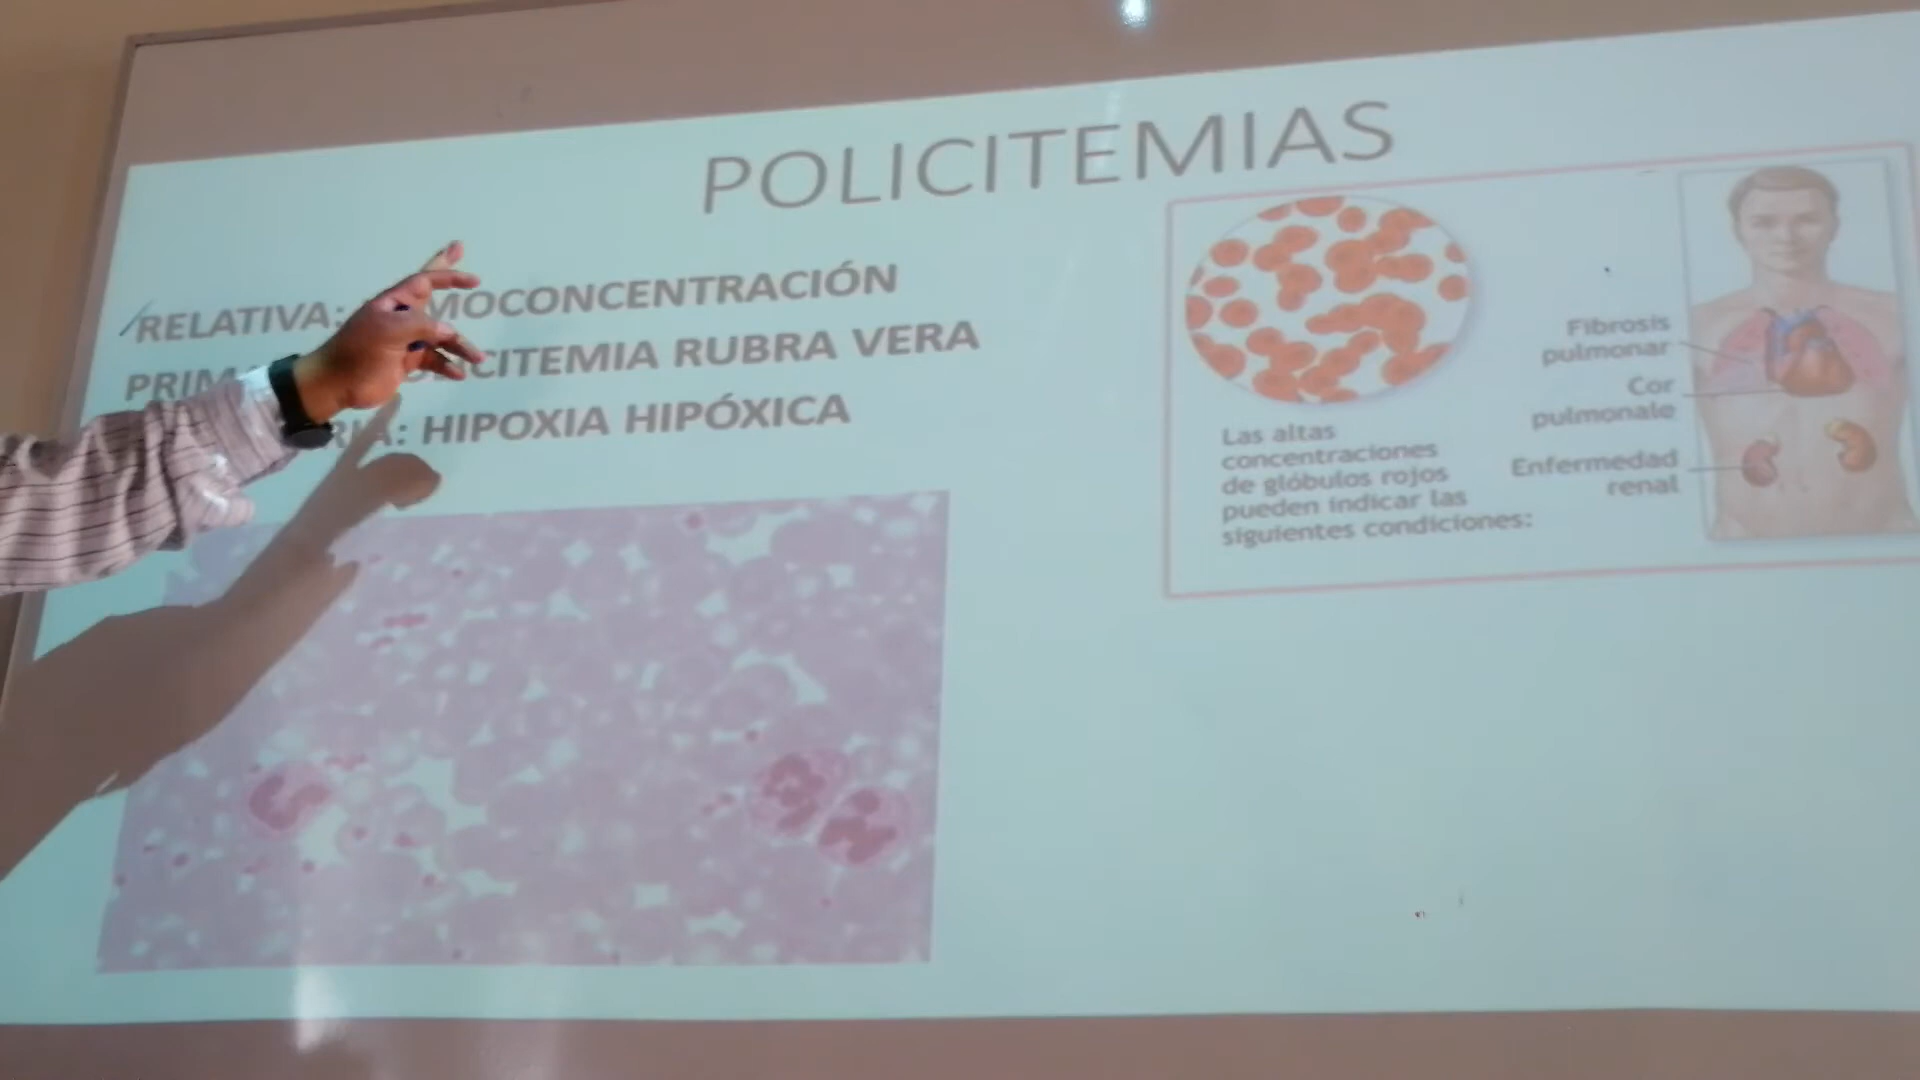 POLICITEMIAS
RELATIVA: MOCONCENTRACIÓN
PRIM CITEMIA RUBRA VERA
RIA: HIPOXIA HIPÓXICA
Las altas
concentraciones
de glóbulos rojos
pueden indicar las
siguientes condiciones:
Fibrosis
pulmonar
Cor
pulmonale
Enfermedad
renal